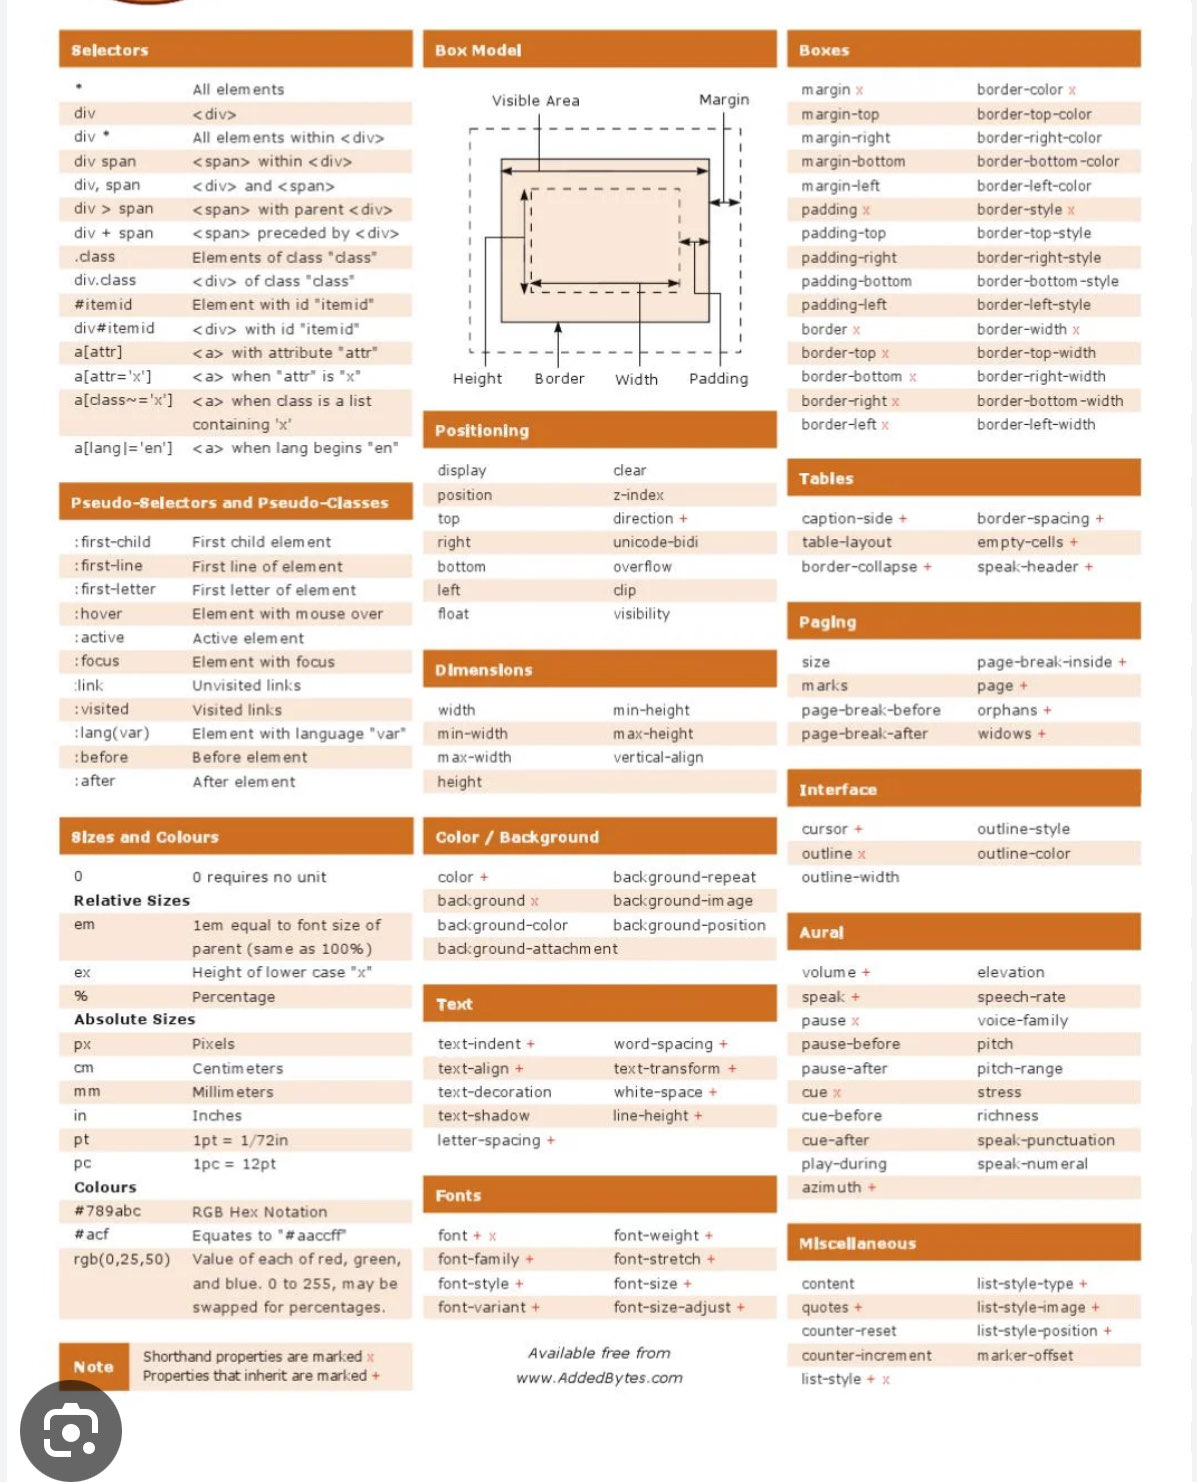 Selectors
* All elements
div <div>
div * All elements within <div>
div span <span> within <div>
div, span <div> and <span>
div > span <span> with parent <div>
div + span <span> preceded by <div>
.class Elements of class "class"
div.class <div> of class "class"
#itemid Element with id "itemid"
div#itemid <div> with id "itemid"
a[attr] <a> with attribute "attr"
a[attr='x'] <a> when "attr" is "x"
a[class~='x'] <a> when class is a list
containing 'x'
a[lang|='en'] <a> when lang begins "en"
Pseudo-Selectors and Pseudo-Classes
:first-child First child element
:first-line First line of element
:first-letter First letter of element
:hover Element with mouse over
:active Active element
:focus Element with focus
:link Unvisited links
:visited Visited links
:lang(var) Element with language "var"
:before Before element
:after After element
Sizes and Colours
0 0 requires no unit
Relative Sizes
em 1em equal to font size of
parent (same as 100%)
ex Height of lower case "x"
% Percentage
Absolute Sizes
px Pixels
cm Centimeters
mm Millimeters
in Inches
pt 1pt = 1/72in
pc 1pc = 12pt
Colours
#789abc RGB Hex Notation
#acf Equates to "#aaccff"
rgb(0,25,50) Value of each of red, green,
and blue. 0 to 255, may be
swapped for percentages.
Note
Shorthand properties are marked x
Properties that inherit are marked +
Box Model
Visible Area Margin
Height Border Width Padding
Positioning
display clear
position z-index
top direction +
right unicode-bidi
bottom overflow
left clip
float visibility
Dimensions
width min-height
min-width max-height
max-width vertical-align
height
Color / Background
color + background-repeat
background x background-image
background-color background-position
background-attachment
Text
text-indent + word-spacing +
text-align + text-transform +
text-decoration white-space +
text-shadow line-height +
letter-spacing +
Fonts
font + x font-weight +
font-family + font-stretch +
font-style + font-size +
font-variant + font-size-adjust +
Available free from
www.AddedBytes.com
Boxes
margin x border-color x
margin-top border-top-color
margin-right border-right-color
margin-bottom border-bottom-color
margin-left border-left-color
padding x border-style x
padding-top border-top-style
padding-right border-right-style
padding-bottom border-bottom-style
padding-left border-left-style
border x border-width x
border-top x border-top-width
border-bottom x border-right-width
border-right x border-bottom-width
border-left x border-left-width
Tables
caption-side + border-spacing +
table-layout empty-cells +
border-collapse + speak-header +
Paging
size page-break-inside +
marks page +
page-break-before orphans +
page-break-after widows +
Interface
cursor + outline-style
outline x outline-color
outline-width
Aural
volume + elevation
speak + speech-rate
pause x voice-family
pause-before pitch
pause-after pitch-range
cue x stress
cue-before richness
cue-after speak-punctuation
play-during speak-numeral
azimuth +
Miscellaneous
content list-style-type +
quotes + list-style-image +
counter-reset list-style-position +
counter-increment marker-offset
list-style + x